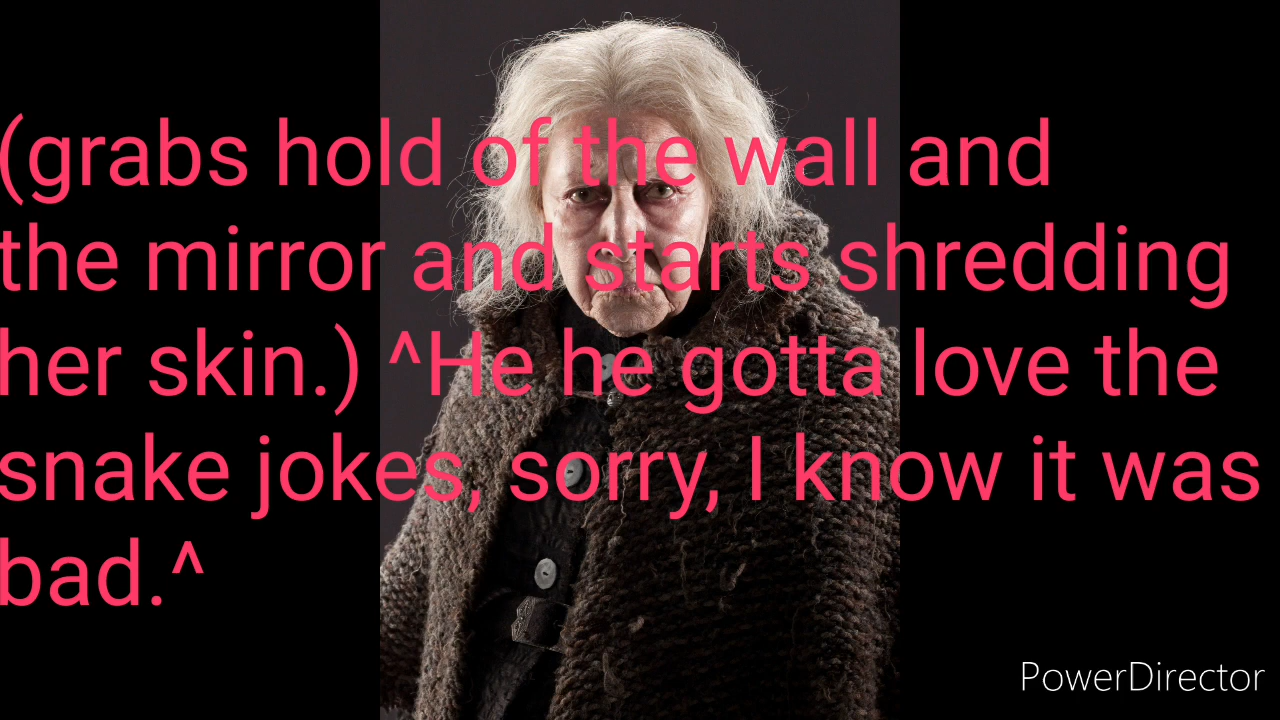 (grabs hold of the wall and
the mirror and starts shredding
her skin.) ^He he gotta love the
snake jokes, sorry, I know it was
bad.^
PowerDirector